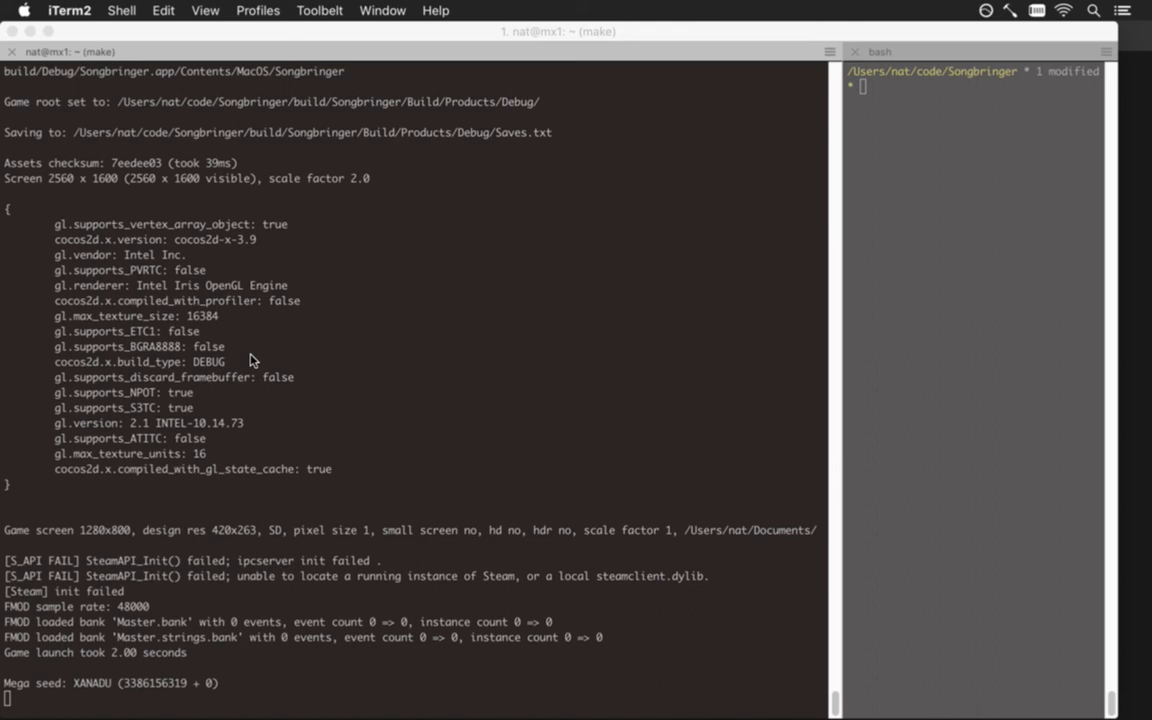 iTerm2 Shell Edit View Profiles Toolbelt Window Help
1. nat@mx1: ~ (make)
nat@mx1: ~ (make)
build/Debug/Songbringer.app/Contents/MacOS/Songbringer
Game root set to: /Users/nat/code/Songbringer/build/Songbringer/Build/Products/Debug/
Saving to: /Users/nat/code/Songbringer/build/Songbringer/Build/Products/Debug/Saves.txt
Assets checksum: 7eedee03 (took 39ms)
Screen 2560 x 1600 (2560 x 1600 visible), scale factor 2.0
{
gl.supports_vertex_array_object: true
cocos2d.x.version: cocos2d-x-3.9
gl.vendor: Intel Inc.
gl.supports_PVRTC: false
gl.renderer: Intel Iris OpenGL Engine
cocos2d.x.compiled_with_profiler: false
gl.max_texture_size: 16384
gl.supports_ETC1: false
gl.supports_BGRA8888: false
cocos2d.x.build_type: DEBUG
gl.supports_discard_framebuffer: false
gl.supports_NPOT: true
gl.supports_S3TC: true
gl.version: 2.1 INTEL-10.14.73
gl.supports_ATITC: false
gl.max_texture_units: 16
cocos2d.x.compiled_with_gl_state_cache: true
}
Game screen 1280x800, design res 420x263, SD, pixel size 1, small screen no, hd no, hdr no, scale factor 1, /Users/nat/Documents/
[S_API FAIL] SteamAPI_Init() failed; ipcserver init failed .
[S_API FAIL] SteamAPI_Init() failed; unable to locate a running instance of Steam, or a local steamclient.dylib.
[Steam] init failed
FMOD sample rate: 48000
FMOD loaded bank 'Master.bank' with 0 events, event count 0 => 0, instance count 0 => 0
FMOD loaded bank 'Master.strings.bank' with 0 events, event count 0 => 0, instance count 0 => 0
Game launch took 2.00 seconds
Mega seed: XANADU (3386156319 + 0)
bash
/Users/nat/code/Songbringer * 1 modified
*